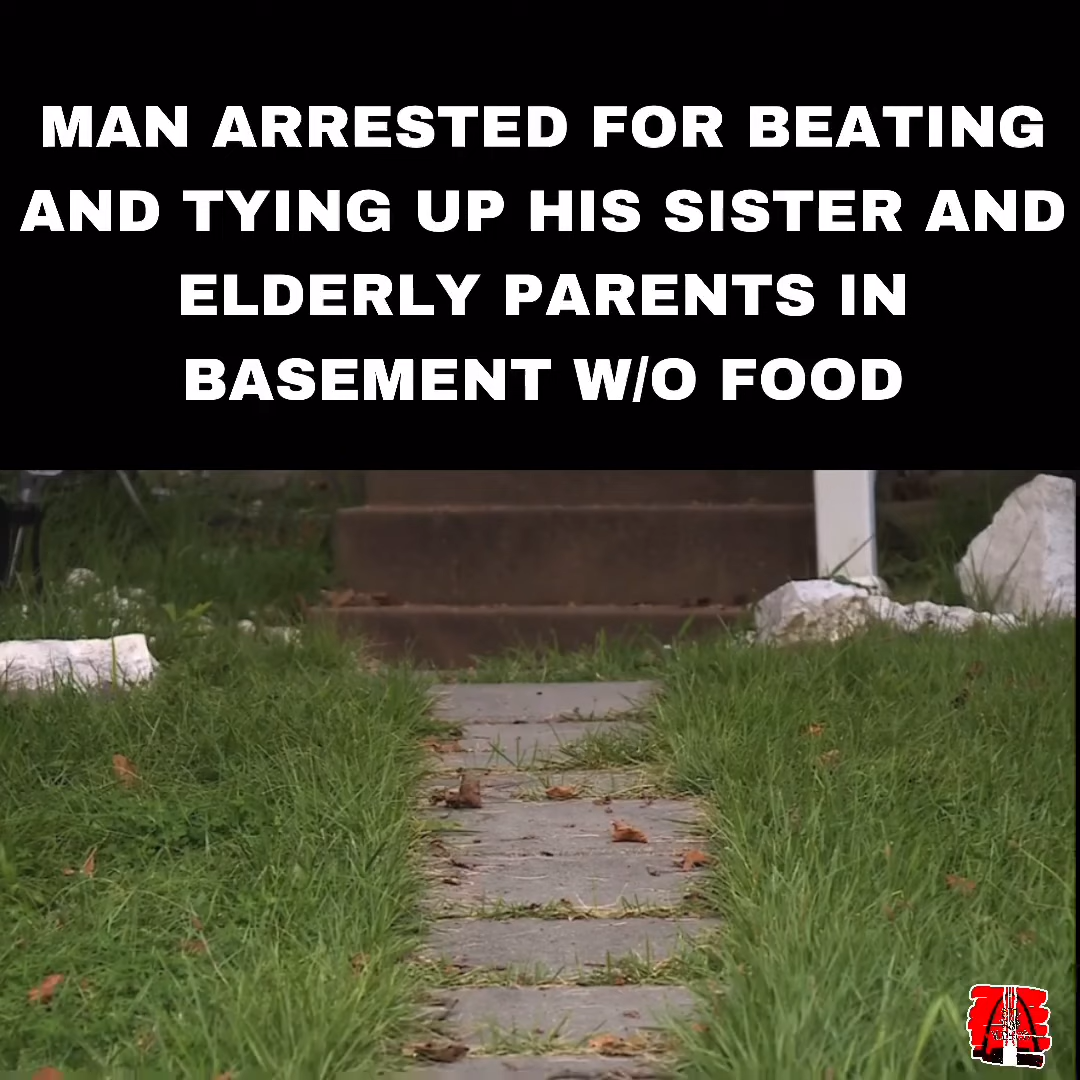 MAN ARRESTED FOR BEATING
AND TYING UP HIS SISTER AND
ELDERLY PARENTS IN
BASEMENT W/O FOOD